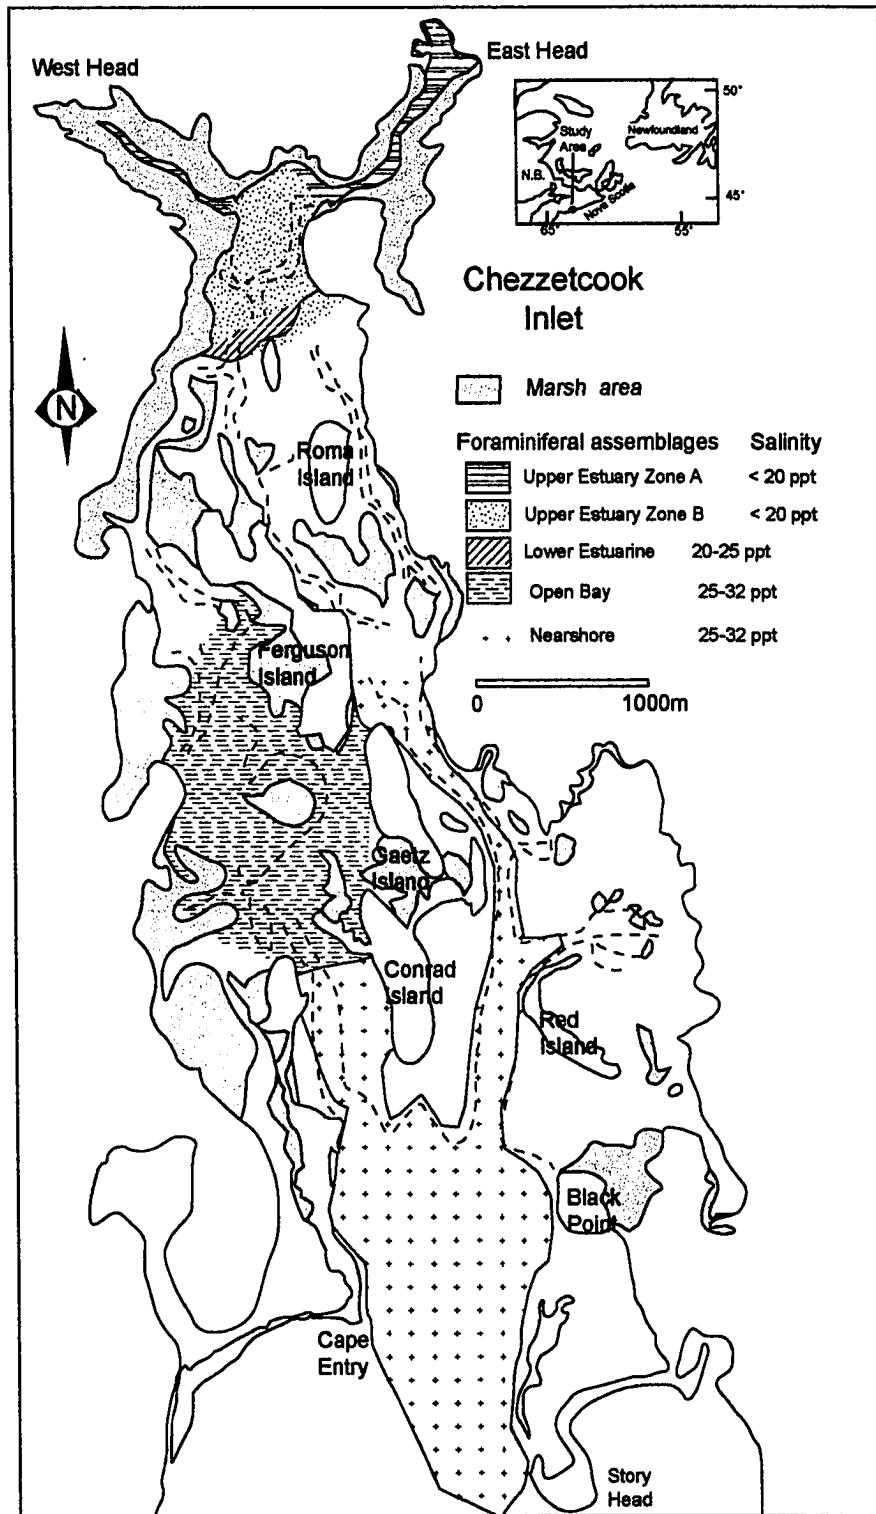 West Head
East Head
50°
Study
Area
Newfoundland
N.B.
45°
Nova Scotia
65°
55°
Chezzetcook
Inlet
N
Marsh area
Foraminiferal assemblages Salinity
Upper Estuary Zone A < 20 ppt
Upper Estuary Zone B < 20 ppt
Lower Estuarine 20-25 ppt
Open Bay 25-32 ppt
Nearshore 25-32 ppt
0 1000m
Roma
Island
Ferguson
Island
Gaetz
Island
Conrad
Island
Red
Island
Black
Point
Cape
Entry
Story
Head